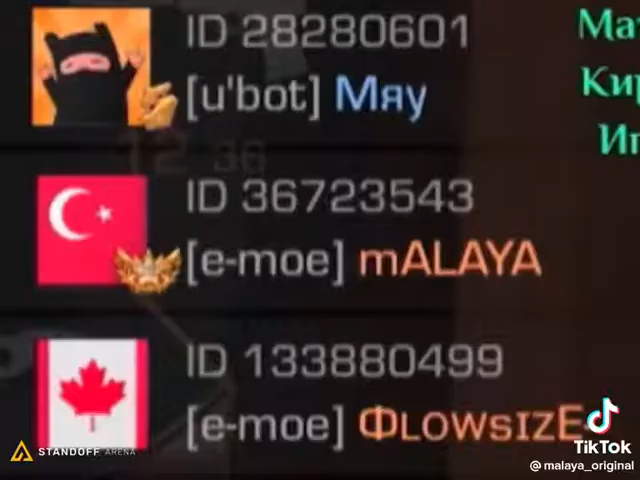 ID 28280601
[u'bot] Мяу
ID 36723543
[e-moe] mALAYA
ID 133880499
[e-moe] ФLOWSIZE
STANDOFF ARENA
TikTok
@malaya_original